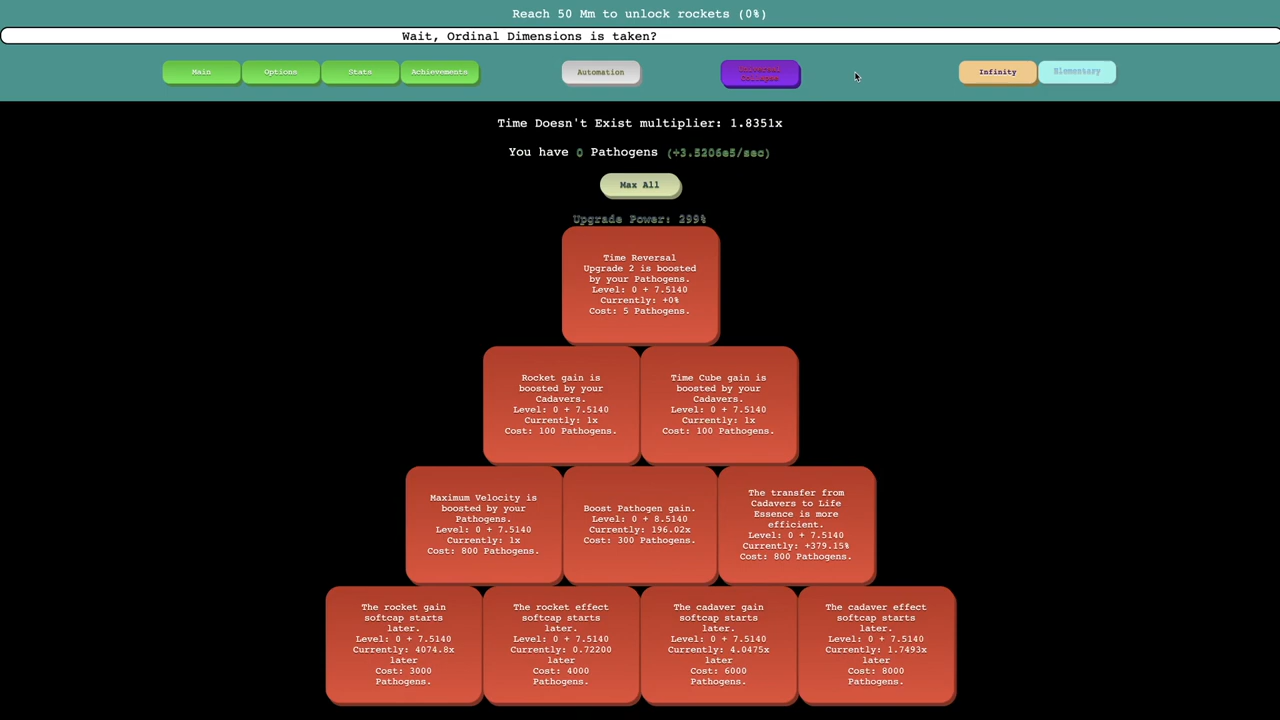 Reach 50 Mm to unlock rockets (0%)
Wait, Ordinal Dimensions is taken?
Main
Options
Stats
Achievements
Automation
Universal
Collapse
Infinity
Elementary
Time Doesn't Exist multiplier: 1.8351x
You have 0 Pathogens (+3.5206e5/sec)
Max All
Upgrade Power: 299%
Time Reversal
Upgrade 2 is boosted
by your Pathogens.
Level: 0 + 7.5140
Currently: +0%
Cost: 5 Pathogens.
Rocket gain is
boosted by your
Cadavers.
Level: 0 + 7.5140
Currently: 1x
Cost: 100 Pathogens.
Time Cube gain is
boosted by your
Cadavers.
Level: 0 + 7.5140
Currently: 1x
Cost: 100 Pathogens.
Maximum Velocity is
boosted by your
Pathogens.
Level: 0 + 7.5140
Currently: 1x
Cost: 800 Pathogens.
Boost Pathogen gain.
Level: 0 + 8.5140
Currently: 196.02x
Cost: 300 Pathogens.
The transfer from
Cadavers to Life
Essence is more
efficient.
Level: 0 + 7.5140
Currently: +379.15%
Cost: 800 Pathogens.
The rocket gain
softcap starts
later.
Level: 0 + 7.5140
Currently: 4074.8x
later
Cost: 3000
Pathogens.
The rocket effect
softcap starts
later.
Level: 0 + 7.5140
Currently: 0.72200
later
Cost: 4000
Pathogens.
The cadaver gain
softcap starts
later.
Level: 0 + 7.5140
Currently: 4.0475x
later
Cost: 6000
Pathogens.
The cadaver effect
softcap starts
later.
Level: 0 + 7.5140
Currently: 1.7493x
later
Cost: 8000
Pathogens.